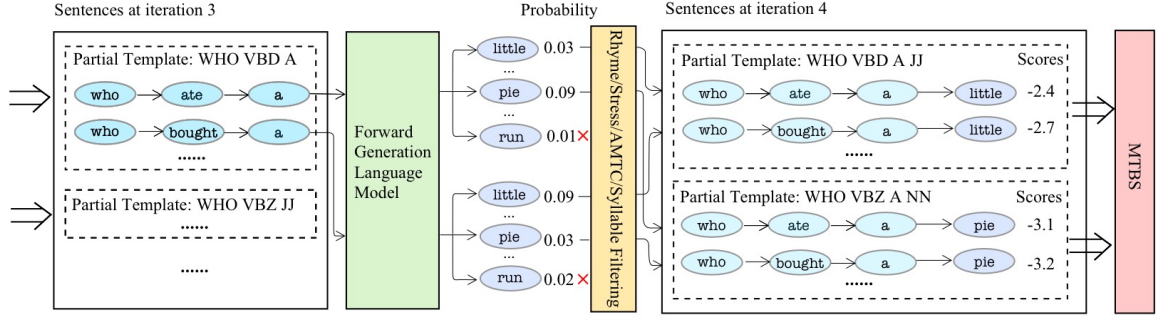 Sentences at iteration 3
Partial Template: WHO VBD A
who ate a
who bought a
......
Partial Template: WHO VBZ JJ
......
......
Forward
Generation
Language
Model
Probability
little 0.03
...
pie 0.09
...
run 0.01
little 0.09
...
pie 0.03
...
run 0.02
Rhyme/Stress/AMTC/Syllable Filtering
Sentences at iteration 4
Partial Template: WHO VBD A JJ Scores
who ate a little -2.4
who bought a little -2.7
......
Partial Template: WHO VBZ A NN Scores
who ate a pie -3.1
who bought a pie -3.2
......
MTBS